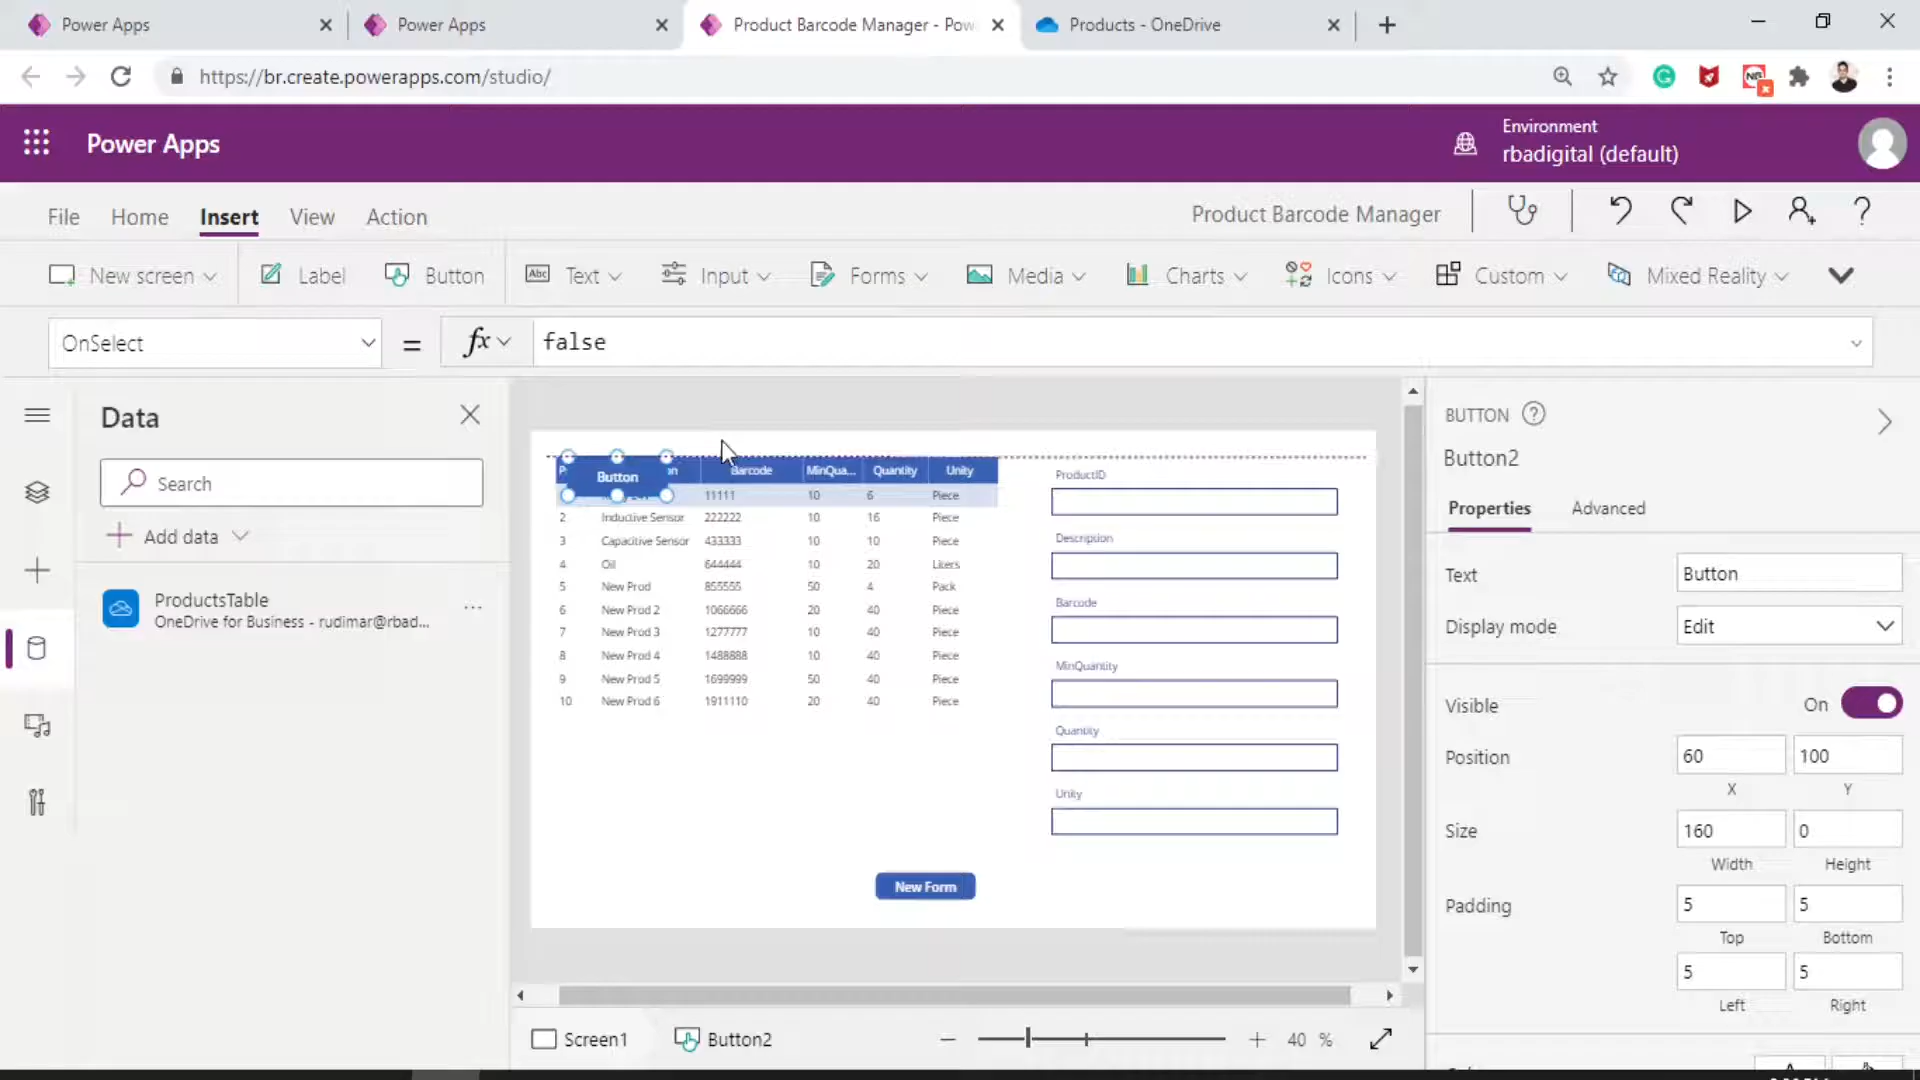 Power Apps
Power Apps
Product Barcode Manager - Pow
Products - OneDrive
https://br.create.powerapps.com/studio/
Power Apps
Environment
rbadigital (default)
File
Home
Insert
View
Action
Product Barcode Manager
New screen
Label
Button
Abc
Text
Input
Forms
Media
Charts
Icons
Custom
Mixed Reality
OnSelect
=
fx
false
Data
Search
Add data
ProductsTable
OneDrive for Business - rudimar@rbad...
P Button on Barcode MinQua... Quantity Unity
11111 10 6 Piece
2 Inductive Sensor 222222 10 16 Piece
3 Capacitive Sensor 433333 10 10 Piece
4 Oil 644444 10 20 Liters
5 New Prod 855555 50 4 Pack
6 New Prod 2 1066666 20 40 Piece
7 New Prod 3 1277777 10 40 Piece
8 New Prod 4 1488888 10 40 Piece
9 New Prod 5 1699999 50 40 Piece
10 New Prod 6 1911110 20 40 Piece
ProductID
Description
Barcode
MinQuantity
Quantity
Unity
New Form
Screen1
Button2
40 %
BUTTON
Button2
Properties
Advanced
Text
Button
Display mode
Edit
Visible
On
Position
60
100
X
Y
Size
160
0
Width
Height
Padding
5
5
Top
Bottom
5
5
Left
Right